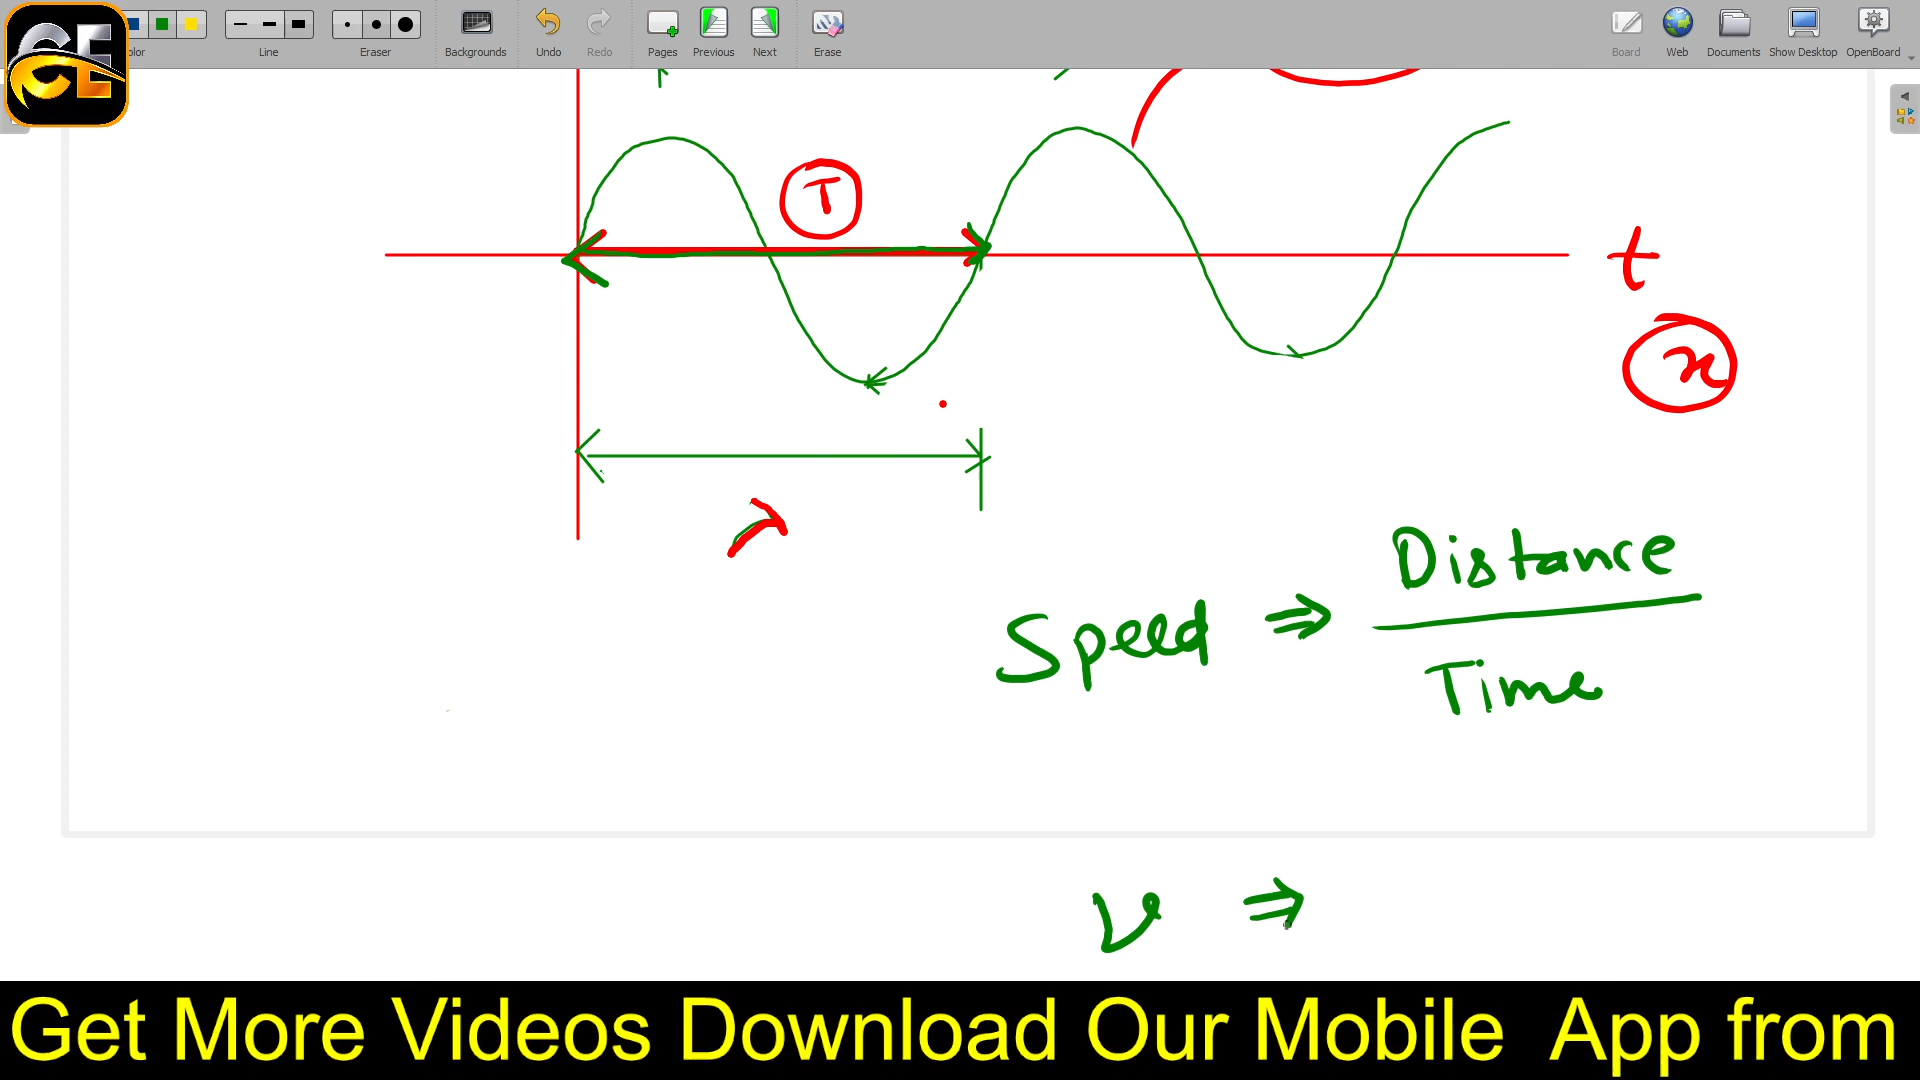 CE
Color
Line
Eraser
Backgrounds
Undo
Redo
Pages
Previous
Next
Erase
Board
Web
Documents
Show Desktop
OpenBoard
T
t
x
Distance
Speed ⇒
Time
v ⇒
Get More Videos Download Our Mobile App from